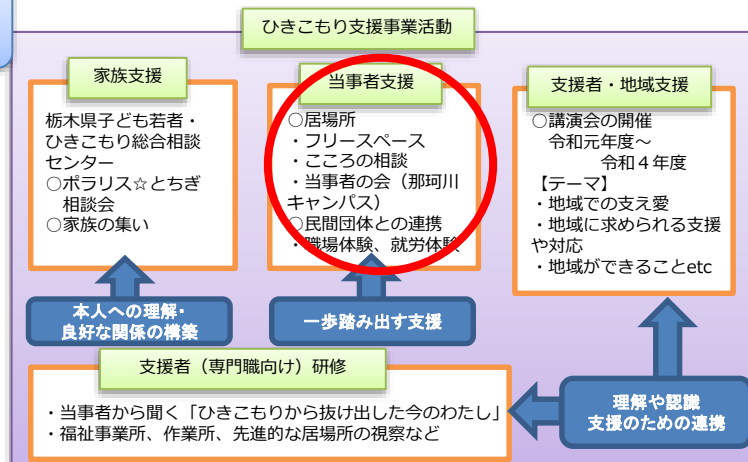 ひきこもり支援事業活動
家族支援
栃木県子ども若者・
ひきこもり総合相談
センター
○ポラリス☆とちぎ
相談会
○家族の集い
本人への理解・
良好な関係の構築
当事者支援
○居場所
・フリースペース
・こころの相談
・当事者の会（那珂川
キャンパス）
○民間団体との連携
・職場体験、就労体験
一歩踏み出す支援
支援者・地域支援
○講演会の開催
令和元年度～
令和４年度
【テーマ】
・地域での支え愛
・地域に求められる支援
や対応
・地域ができることetc
支援者（専門職向け）研修
・当事者から聞く「ひきこもりから抜け出した今のわたし」
・福祉事業所、作業所、先進的な居場所の視察など
理解や認識
支援のための連携